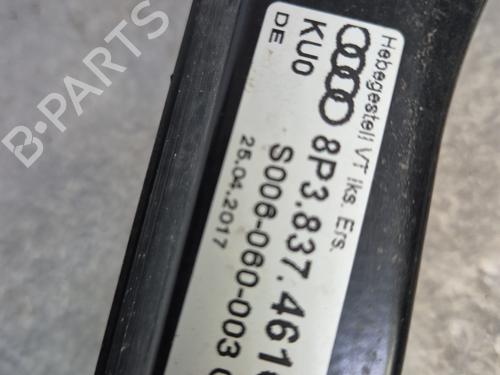 Hebegestell VT lks. Ers.
8P3.837.461
KU0
S006-060-003
DE
25.04.2017
B-PARTS